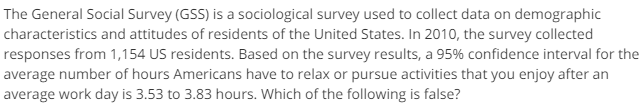 The General Social Survey (GSS) is a sociological survey used to collect data on demographic
characteristics and attitudes of residents of the United States. In 2010, the survey collected
responses from 1,154 US residents. Based on the survey results, a 95% confidence interval for the
average number of hours Americans have to relax or pursue activities that you enjoy after an
average work day is 3.53 to 3.83 hours. Which of the following is false?